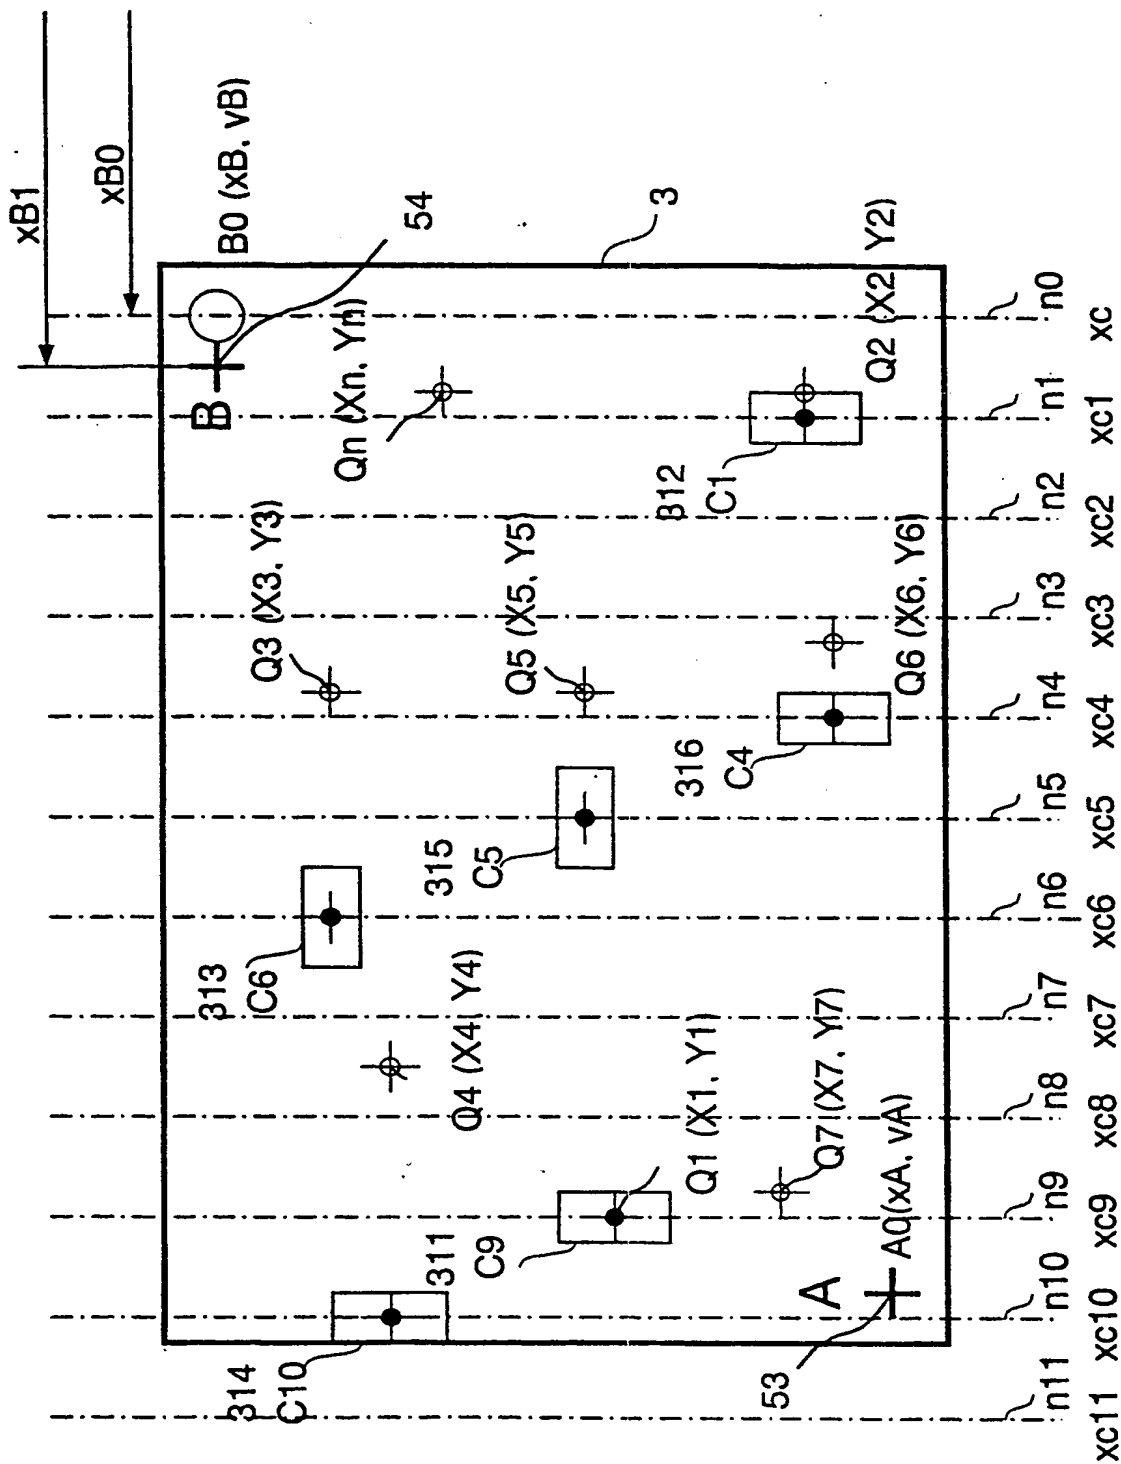 xB1
xB0
B0 (xB, vB)
54
3
B
Qn (Xn, Yn)
Q2 (X2 Y2)
312
C1
Q3 (X3, Y3)
Q5 (X5, Y5)
Q6 (X6, Y6)
316
C4
315
C5
313
C6
Q4 (X4, Y4)
Q1 (X1, Y1)
Q7 (X7, Y7)
311
C9
A
A0(xA, vA)
314
C10
53
n0
n1
n2
n3
n4
n5
n6
n7
n8
n9
n10
n11
xc
xc1
xc2
xc3
xc4
xc5
xc6
xc7
xc8
xc9
xc10
xc11